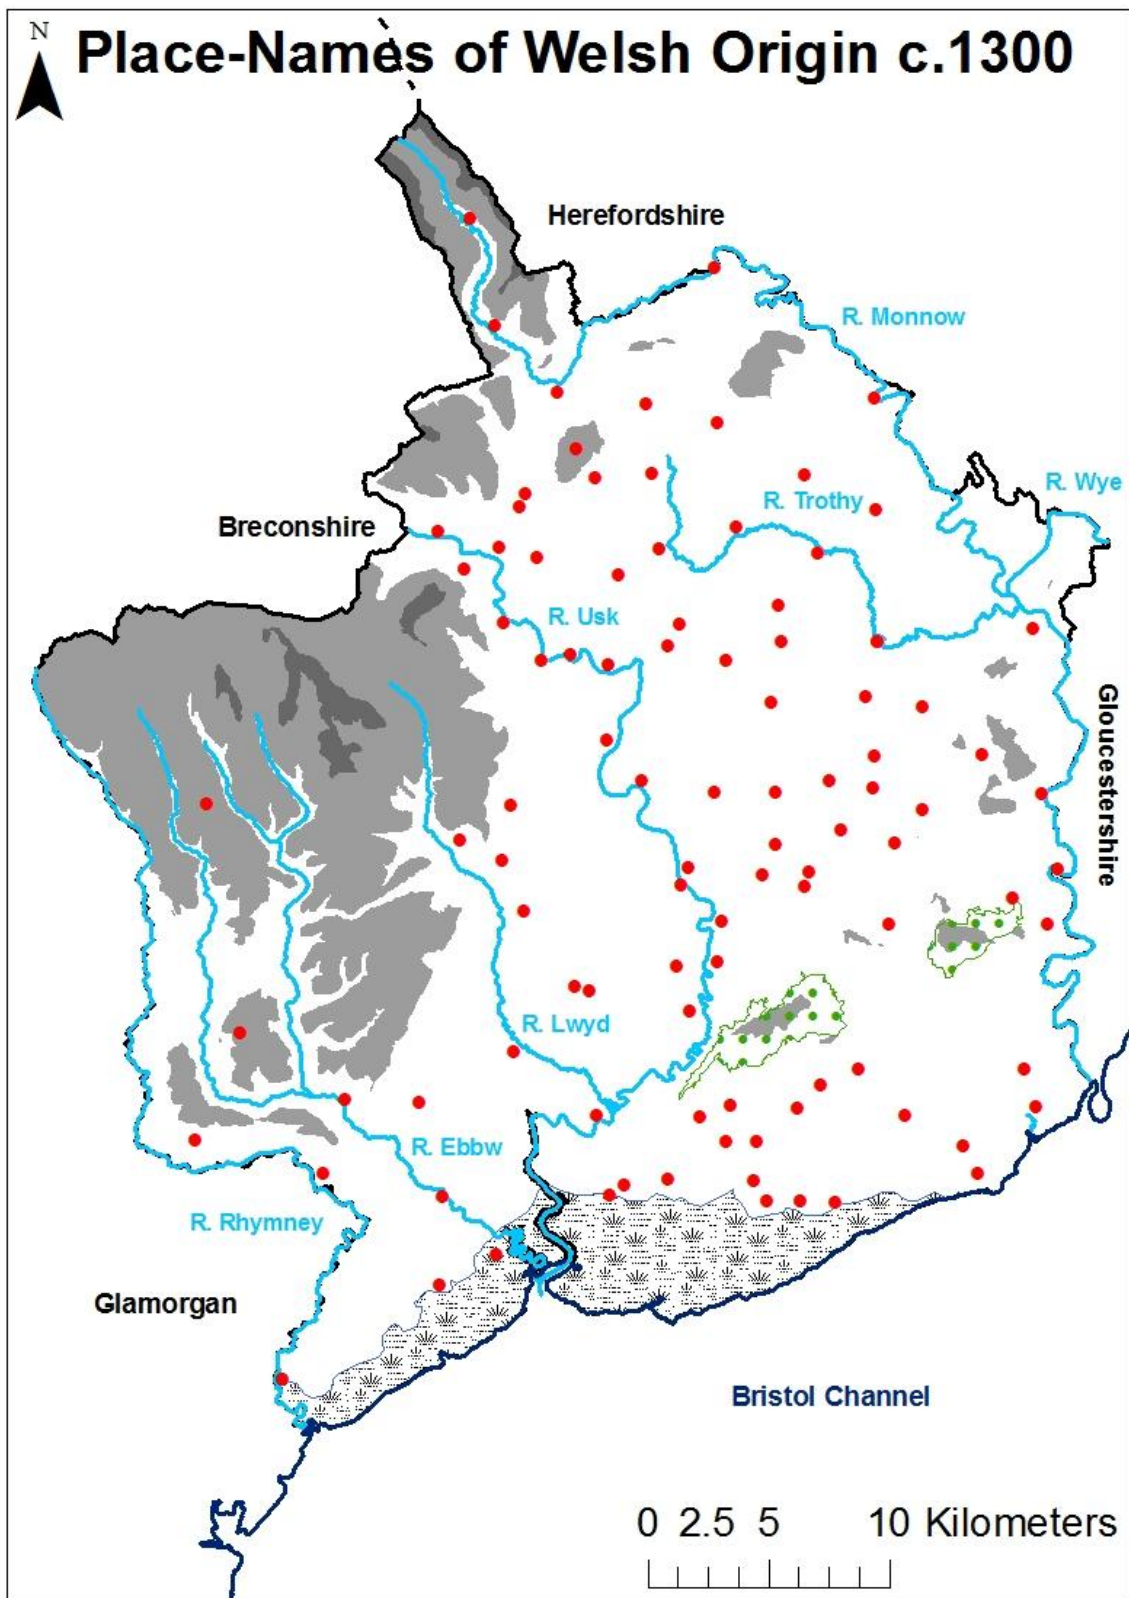 N
Place-Names of Welsh Origin c.1300
Herefordshire
R. Monnow
R. Wye
R. Trothy
Breconshire
R. Usk
Gloucestershire
R. Lwyd
R. Ebbw
R. Rhymney
Glamorgan
Bristol Channel
0 2.5 5 10 Kilometers